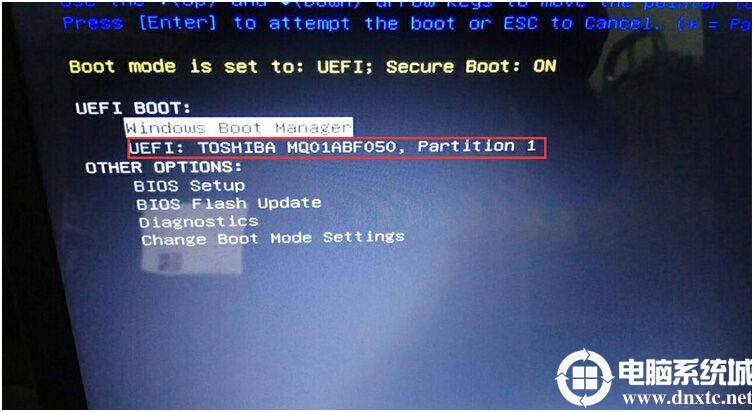 Use the ↑(Up) and ↓(Down) arrow keys to move the pointer to
Press [Enter] to attempt the boot or ESC to Cancel. (* = Pa
Boot mode is set to: UEFI; Secure Boot: ON
UEFI BOOT:
Windows Boot Manager
UEFI: TOSHIBA MQ01ABF050, Partition 1
OTHER OPTIONS:
BIOS Setup
BIOS Flash Update
Diagnostics
Change Boot Mode Settings
电脑系统城
www.dnxtc.net